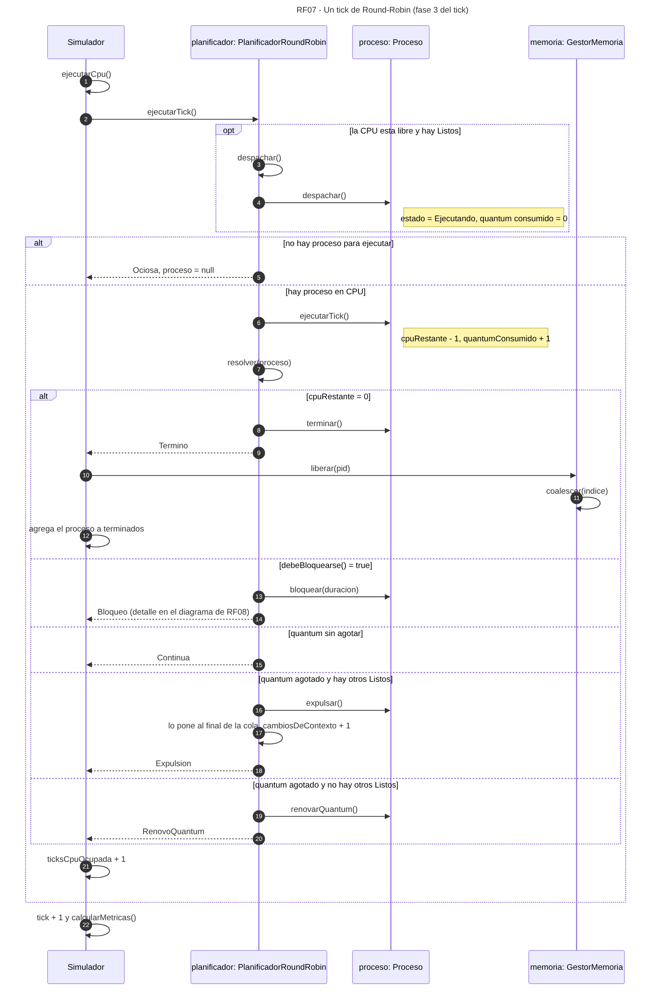 RF07 - Un tick de Round-Robin (fase 3 del tick)
Simulador
planificador: PlanificadorRoundRobin
proceso: Proceso
memoria: GestorMemoria
ejecutarCpu()
1
ejecutarTick()
2
opt
[la CPU esta libre y hay Listos]
despachar()
3
despachar()
4
estado = Ejecutando, quantum consumido = 0
alt
[no hay proceso para ejecutar]
Ociosa, proceso = null
5
[hay proceso en CPU]
ejecutarTick()
6
cpuRestante - 1, quantumConsumido + 1
resolver(proceso)
7
alt
[cpuRestante = 0]
terminar()
8
Termino
9
liberar(pid)
10
coalescer(indice)
11
agrega el proceso a terminados
12
[debeBloquearse() = true]
bloquear(duracion)
13
Bloqueo (detalle en el diagrama de RF08)
14
[quantum sin agotar]
Continua
15
[quantum agotado y hay otros Listos]
expulsar()
16
lo pone al final de la cola, cambiosDeContexto + 1
17
Expulsion
18
[quantum agotado y no hay otros Listos]
renovarQuantum()
19
RenovoQuantum
20
ticksCpuOcupada + 1
21
tick + 1 y calcularMetricas()
22
Simulador
planificador: PlanificadorRoundRobin
proceso: Proceso
memoria: GestorMemoria